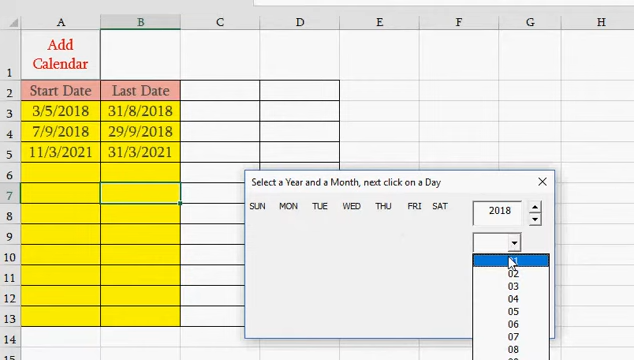 A B C D E F G H
1 Add
Calendar
2 Start Date Last Date
3 3/5/2018 31/8/2018
4 7/9/2018 29/9/2018
5 11/3/2021 31/3/2021
6
7
8
9
10
11
12
13
14
15
Select a Year and a Month, next click on a Day
SUN MON TUE WED THU FRI SAT
2018
02
03
04
05
06
07
08